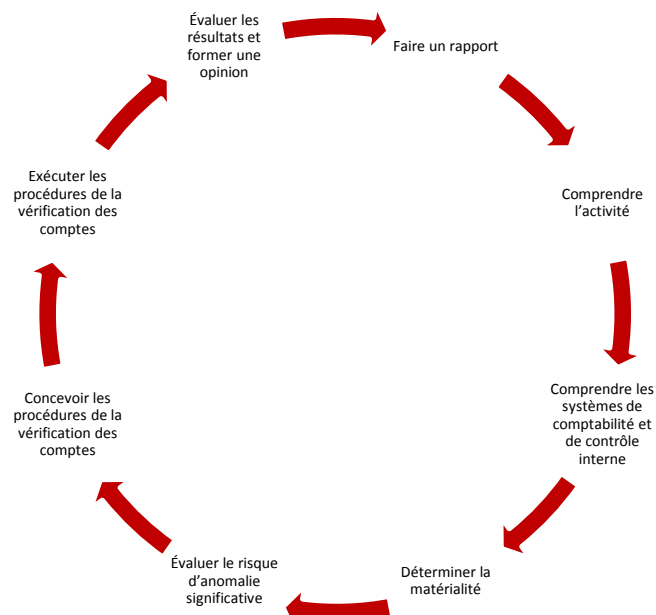 Évaluer les
résultats et
former une
opinion
Faire un rapport
Comprendre
l'activité
Comprendre les
systèmes de
comptabilité et
de contrôle
interne
Déterminer la
matérialité
Évaluer le risque
d'anomalie
significative
Concevoir les
procédures de la
vérification des
comptes
Exécuter les
procédures de la
vérification des
comptes